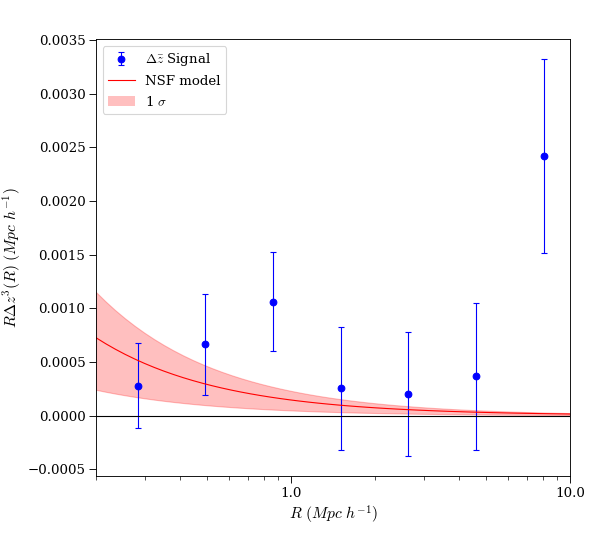 0.0035
0.0030
0.0025
0.0020
0.0015
0.0010
0.0005
0.0000
−0.0005
RΔz³(R) (Mpc h⁻¹)
Δz̄ Signal
NSF model
1 σ
1.0
10.0
R (Mpc h⁻¹)